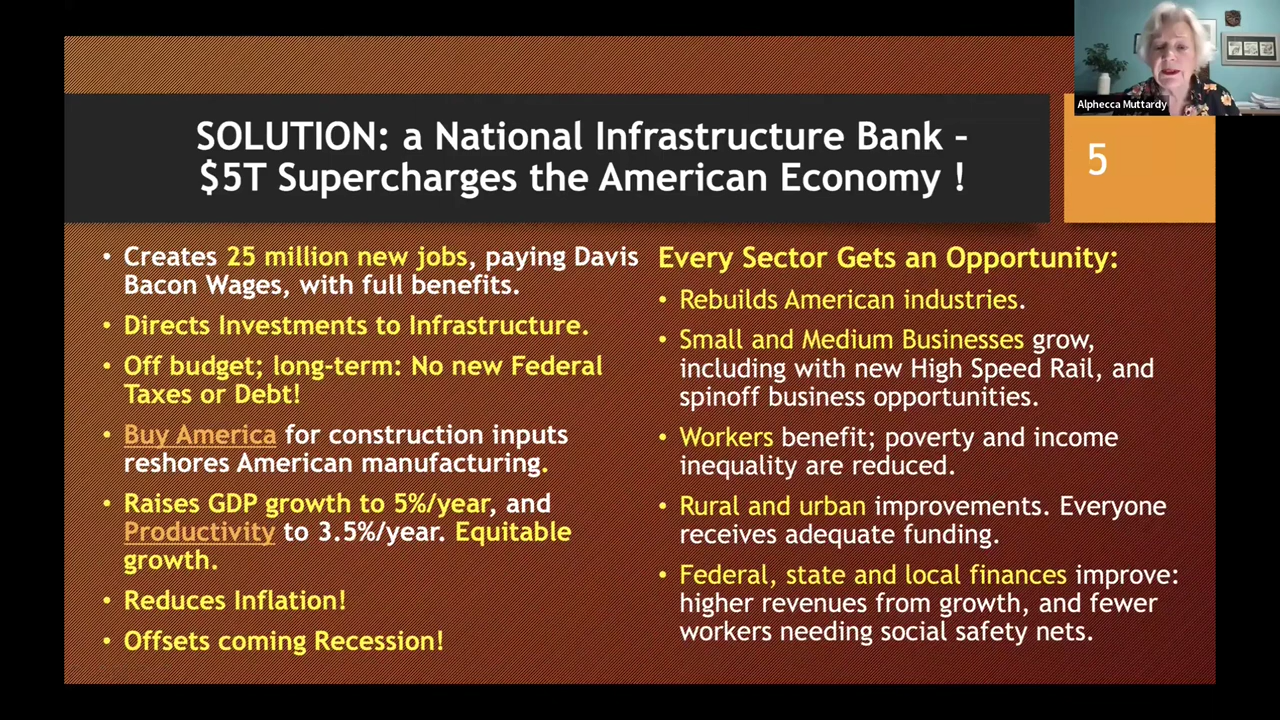 Alphecca Muttardy
SOLUTION: a National Infrastructure Bank –
$5T Supercharges the American Economy !
5
• Creates 25 million new jobs, paying Davis
Bacon Wages, with full benefits.
• Directs Investments to Infrastructure.
• Off budget; long-term: No new Federal
Taxes or Debt!
• Buy America for construction inputs
reshores American manufacturing.
• Raises GDP growth to 5%/year, and
Productivity to 3.5%/year. Equitable
growth.
• Reduces Inflation!
• Offsets coming Recession!
Every Sector Gets an Opportunity:
• Rebuilds American industries.
• Small and Medium Businesses grow,
including with new High Speed Rail, and
spinoff business opportunities.
• Workers benefit; poverty and income
inequality are reduced.
• Rural and urban improvements. Everyone
receives adequate funding.
• Federal, state and local finances improve:
higher revenues from growth, and fewer
workers needing social safety nets.